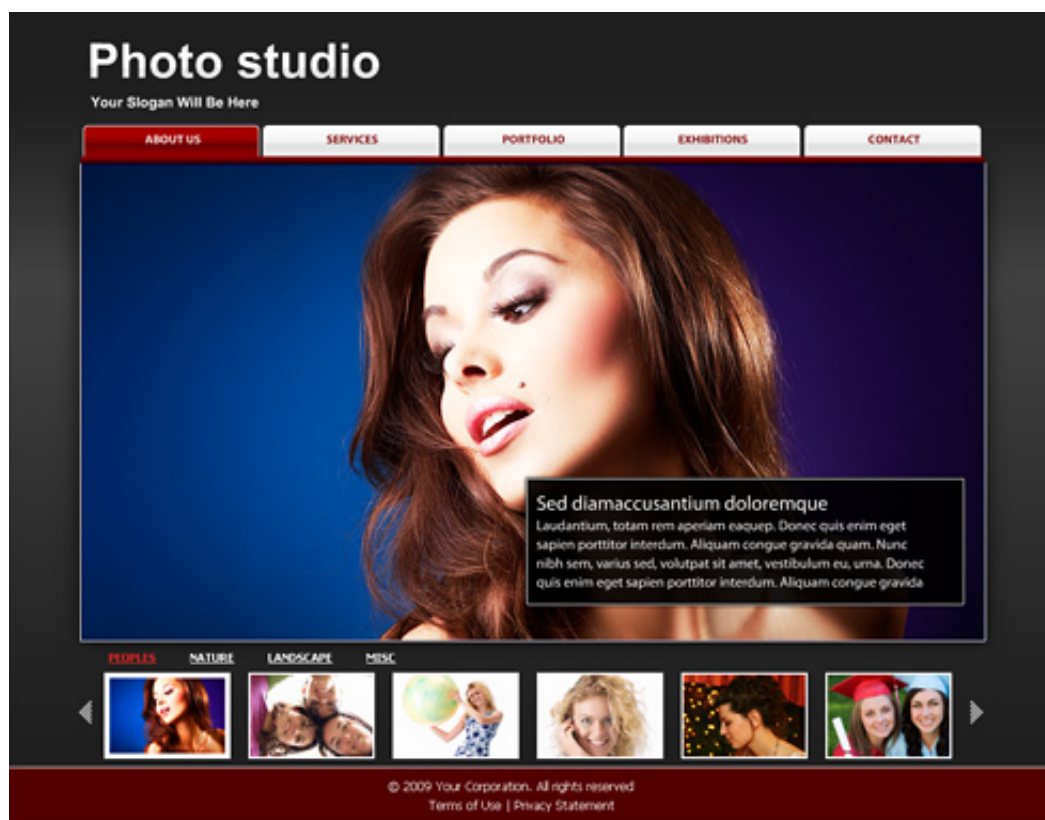 Photo studio
Your Slogan Will Be Here
ABOUT US SERVICES PORTFOLIO EXHIBITIONS CONTACT
Sed diamaccusantium doloremque
Laudantium, totam rem aperiam eaquep. Donec quis enim eget
sapien porttitor interdum. Aliquam congue gravida quam. Nunc
nibh sem, varius sed, volutpat sit amet, vestibulum eu, urna. Donec
quis enim eget sapien porttitor interdum. Aliquam congue gravida
PEOPLES NATURE LANDSCAPE MISC
© 2009 Your Corporation. All rights reserved
Terms of Use | Privacy Statement